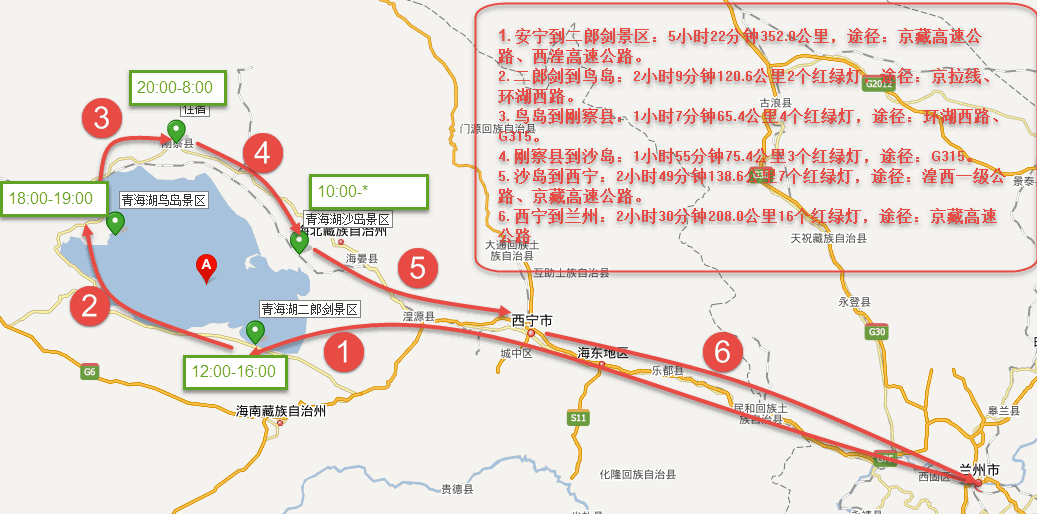 1. 安宁到二郎剑景区：5小时22分钟352.0公里，途径：京藏高速公
路、西湟高速公路。
2. 二郎剑到鸟岛：2小时9分钟120.6公里2个红绿灯，途径：京拉线、
环湖西路。
3. 鸟岛到刚察县。1小时7分钟65.4公里4个红绿灯，途径：环湖西路、
G315。
4. 刚察县到沙岛：1小时55分钟75.4公里3个红绿灯，途径：G315。
5. 沙岛到西宁：2小时49分钟138.6公里7个红绿灯，途径：湟西一级公
路、京藏高速公路。
6. 西宁到兰州：2小时30分钟208.0公里16个红绿灯，途径：京藏高速
公路
20:00-8:00
住宿
刚察县
3
4
18:00-19:00
青海湖鸟岛景区
10:00-*
青海湖沙岛景区
海北藏族自治州
海晏县
门源回族自治县
古浪县
G2012
景泰
天祝藏族自治县
大通回族土
族自治县
互助土族自治县
A
5
2
青海湖二郎剑景区
湟源县
西宁市
城中区
海东地区
乐都县
永登县
G30
1
6
12:00-16:00
G6
海南藏族自治州
S11
民和回族土
族自治县
皋兰县
兰州市
西固区
化隆回族自治县
贵德县